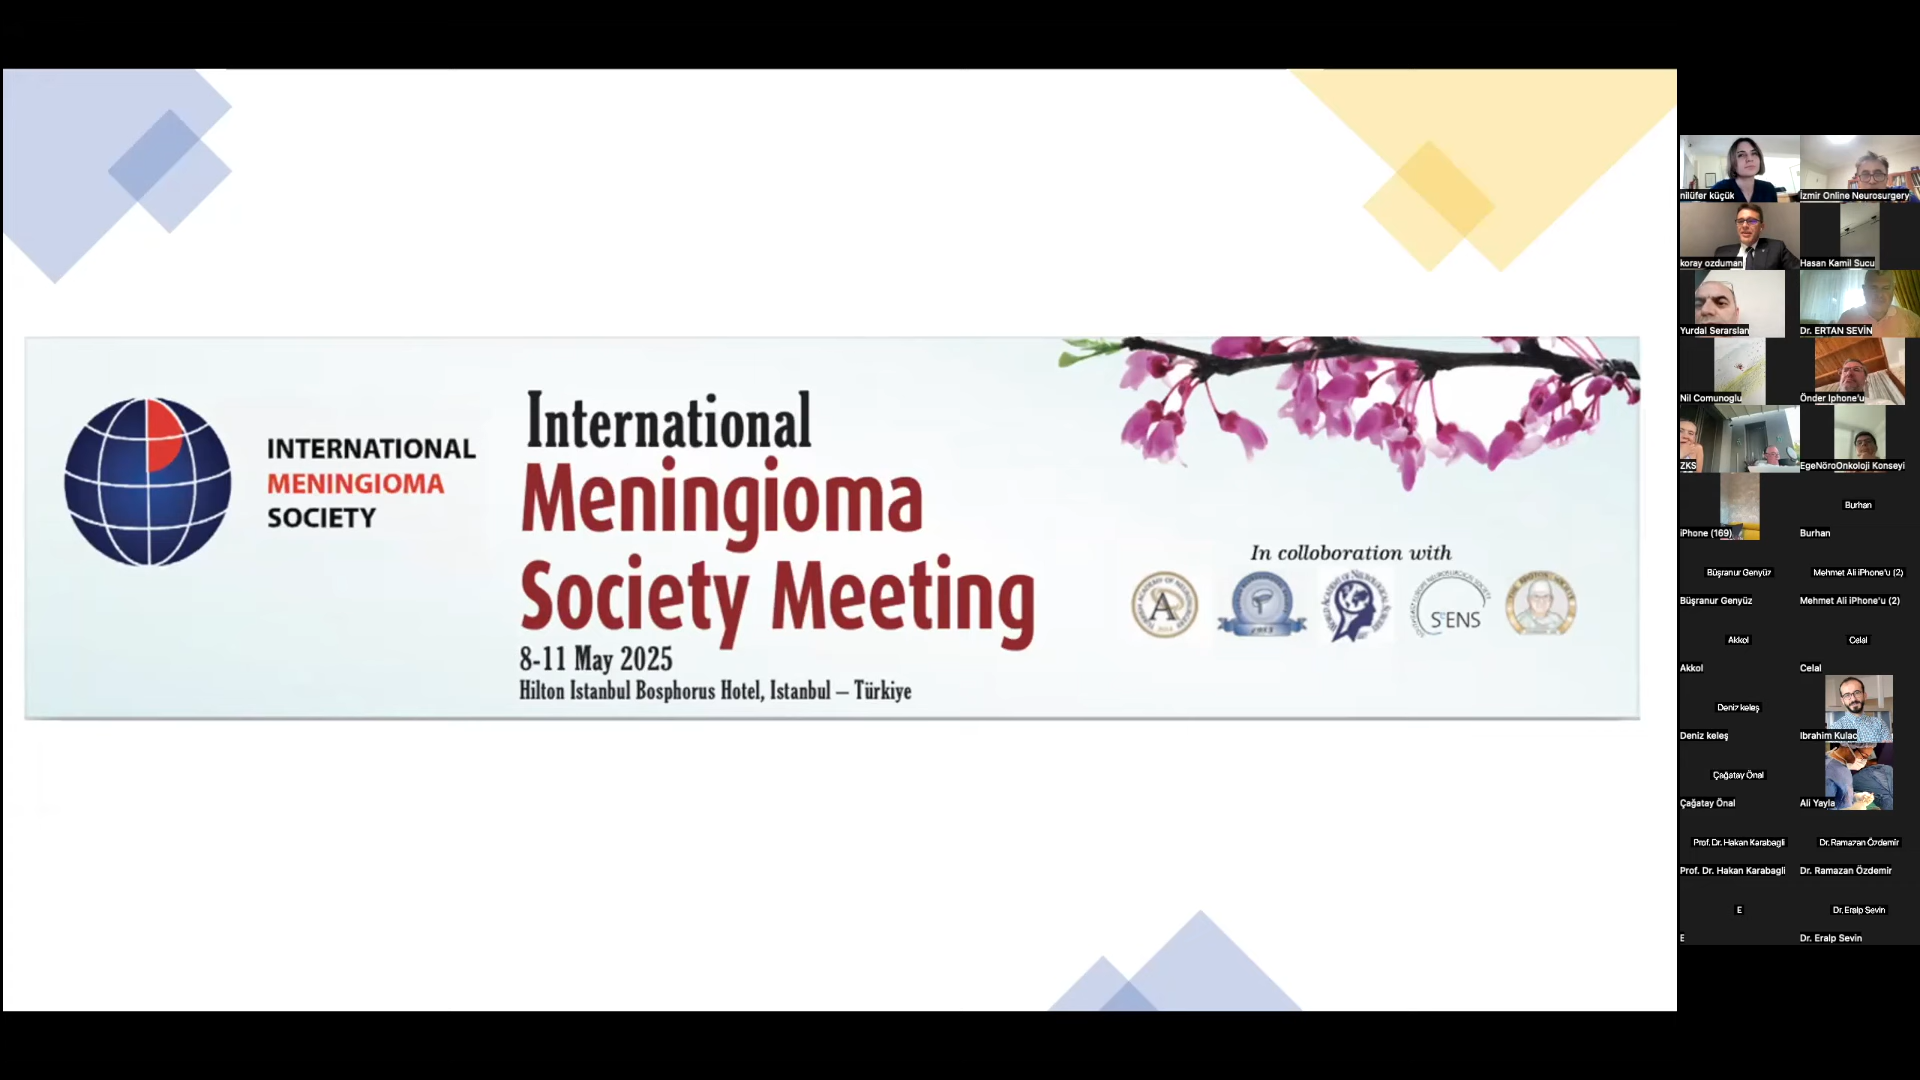 INTERNATIONAL
MENINGIOMA
SOCIETY
International
Meningioma
Society Meeting
8-11 May 2025
Hilton Istanbul Bosphorus Hotel, Istanbul – Türkiye
In colloboration with
A
2013
SeENS
nilüfer küçük
İzmir Online Neurosurgery
koray ozduman
Hasan Kamil Sucu
Yurdal Serarslan
Dr. ERTAN SEVİN
Nil Comunoglu
Önder Iphone'u
ZKS
EgeNöroOnkoloji Konseyi
iPhone (169)
Burhan
Burhan
Büşranur Genyüz
Mehmet Ali iPhone'u (2)
Büşranur Genyüz
Mehmet Ali iPhone'u (2)
Akkol
Celal
Akkol
Celal
Deniz keleş
Deniz keleş
Ibrahim Kulac
Çağatay Önal
Çağatay Önal
Ali Yayla
Prof. Dr. Hakan Karabagli
Dr. Ramazan Özdemir
Prof. Dr. Hakan Karabagli
Dr. Ramazan Özdemir
E
Dr. Eralp Sevin
E
Dr. Eralp Sevin